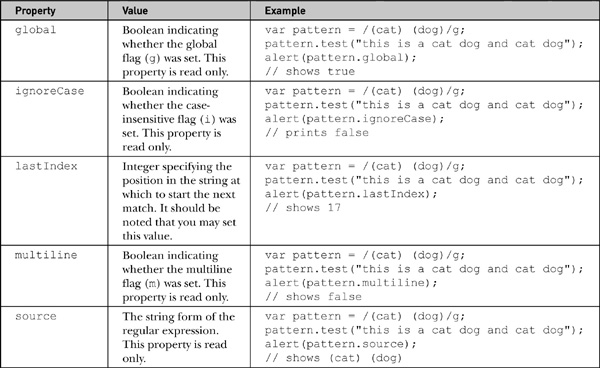 Property Value Example
global Boolean indicating var pattern = /(cat) (dog)/g;
whether the global pattern.test("this is a cat dog and cat dog");
flag (g) was set. This alert(pattern.global);
property is read only. // shows true
ignoreCase Boolean indicating var pattern = /(cat) (dog)/g;
whether the case- pattern.test("this is a cat dog and cat dog");
insensitive flag (i) was alert(pattern.ignoreCase);
set. This property is // prints false
read only.
lastIndex Integer specifying the var pattern = /(cat) (dog)/g;
position in the string at pattern.test("this is a cat dog and cat dog");
which to start the next alert(pattern.lastIndex);
match. It should be // shows 17
noted that you may set
this value.
multiline Boolean indicating var pattern = /(cat) (dog)/g;
whether the multiline pattern.test("this is a cat dog and cat dog");
flag (m) was set. This alert(pattern.multiline);
property is read only. // shows false
source The string form of the var pattern = /(cat) (dog)/g;
regular expression. pattern.test("this is a cat dog and cat dog");
This property is read alert(pattern.source);
only. // shows (cat) (dog)